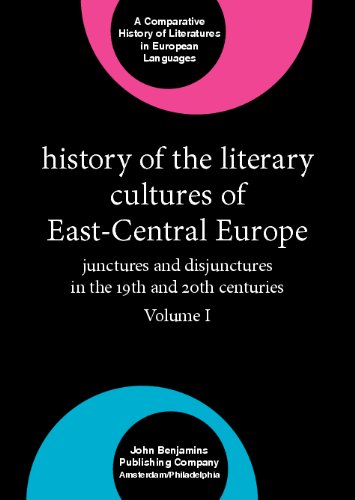 A Comparative
History of Literatures
in European
Languages
history of the literary
cultures of
East-Central Europe
junctures and disjunctures
in the 19th and 20th centuries
Volume I
John Benjamins
Publishing Company
Amsterdam/Philadelphia